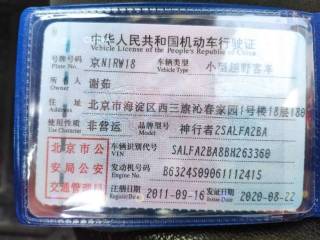 中华人民共和国机动车行驶证
Vehicle License of the People's Republic of China
号牌号码 京N1RW18 车辆类型 小型越野客车
Plate No. Vehicle Type
所有人 谢茹
Owner
住址 北京市海淀区西三旗沁春家园1号楼18层180
Address
使用性质 非营运 品牌型号 神行者2SALFA2BA
Use Character Model
北京市公 车辆识别代号 SALFA2BA8BH263360
VIN
安局公安 发动机号码 B6324S0906111241S
Engine No.
交通管理局 注册日期 2011-09-16 发证日期 2020-08-22
Register Date Issue Date